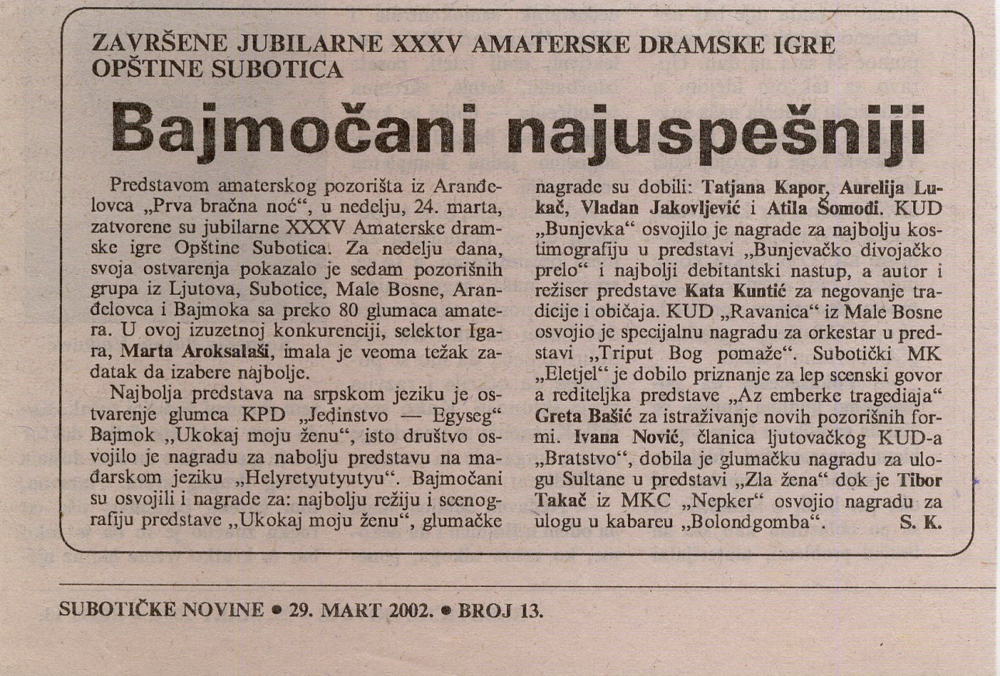 ZAVRŠENE JUBILARNE XXXV AMATERSKE DRAMSKE IGRE
OPŠTINE SUBOTICA
Bajmočani najuspešniji
Predstavom amaterskog pozorišta iz Aranđe-
lovca „Prva bračna noć“, u nedelju, 24. marta,
zatvorene su jubilarne XXXV Amaterske dram-
ske igre Opštine Subotica. Za nedelju dana,
svoja ostvarenja pokazalo je sedam pozorišnih
grupa iz Ljutova, Subotice, Male Bosne, Aran-
đelovca i Bajmoka sa preko 80 glumaca amate-
ra. U ovoj izuzetnoj konkurenciji, selektor Iga-
ra, Marta Aroksalaši, imala je veoma težak za-
datak da izabere najbolje.
Najbolja predstava na srpskom jeziku je os-
tvarenje glumca KPD „Jedinstvo — Egyseg“
Bajmok „Ukokaj moju ženu“, isto društvo os-
vojilo je nagradu za nabolju predstavu na ma-
đarskom jeziku „Helyretyutyutyu“. Bajmočani
su osvojili i nagrade za: najbolju režiju i scenog-
rafiju predstave „Ukokaj moju ženu“, glumačke
nagrade su dobili: Tatjana Kapor, Aurelija Lu-
kač, Vladan Jakovljević i Atila Šomođi. KUD
„Bunjevka“ osvojilo je nagrade za najbolju kos-
timografiju u predstavi „Bunjevačko divojačko
prelo“ i najbolji debitantski nastup, a autor i
režiser predstave Kata Kuntić za negovanje tra-
dicije i običaja. KUD „Ravanica“ iz Male Bosne
osvojio je specijalnu nagradu za orkestar u pred-
stavi „Triput Bog pomaže“. Subotički MK
„Eletjel“ je dobilo priznanje za lep scenski govor
a rediteljka predstave „Az emberke tragediaja“
Greta Bašić za istraživanje novih pozorišnih for-
mi. Ivana Nović, članica ljutovačkog KUD-a
„Bratstvo“, dobila je glumačku nagradu za ulo-
gu Sultane u predstavi „Zla žena“ dok je Tibor
Takač iz MKC „Nepker“ osvojio nagradu za
ulogu u kabareu „Bolondgomba“. S. K.
SUBOTIČKE NOVINE ● 29. MART 2002. ● BROJ 13.